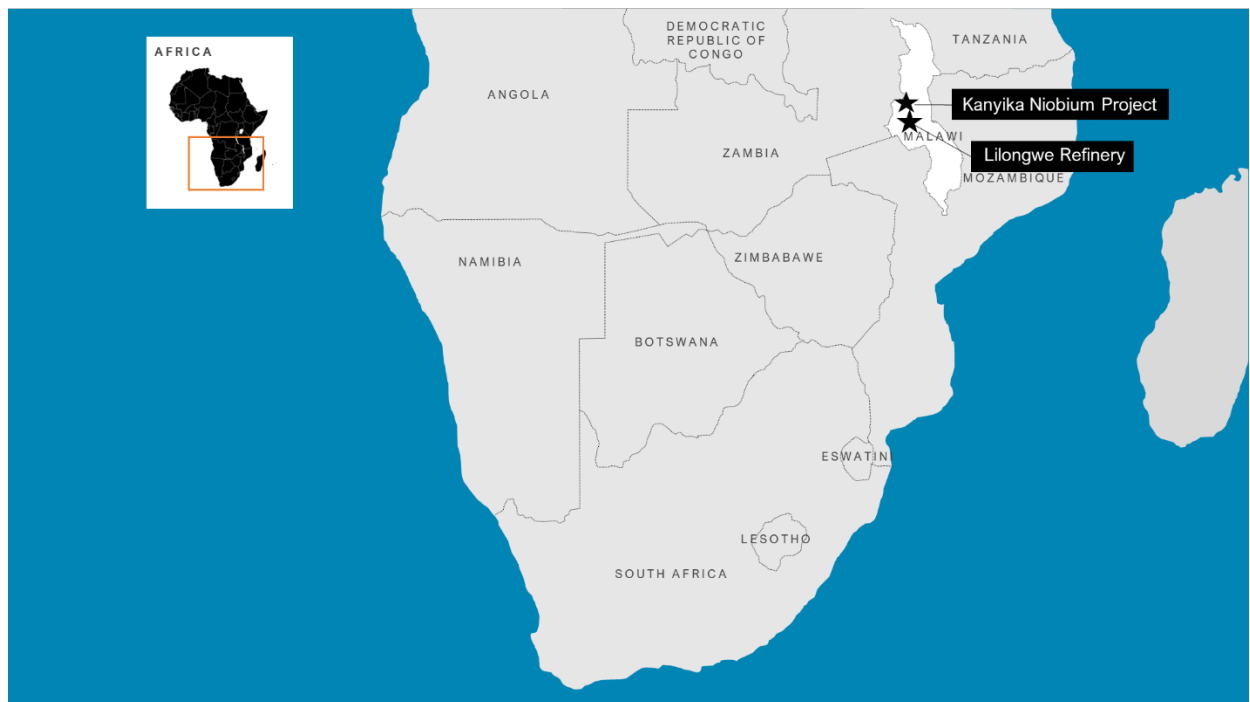 AFRICA
DEMOCRATIC
REPUBLIC OF
CONGO
TANZANIA
ANGOLA
Kanyika Niobium Project
MALAWI
ZAMBIA
Lilongwe Refinery
MOZAMBIQUE
NAMIBIA
ZIMBABAWE
BOTSWANA
ESWATINI
LESOTHO
SOUTH AFRICA